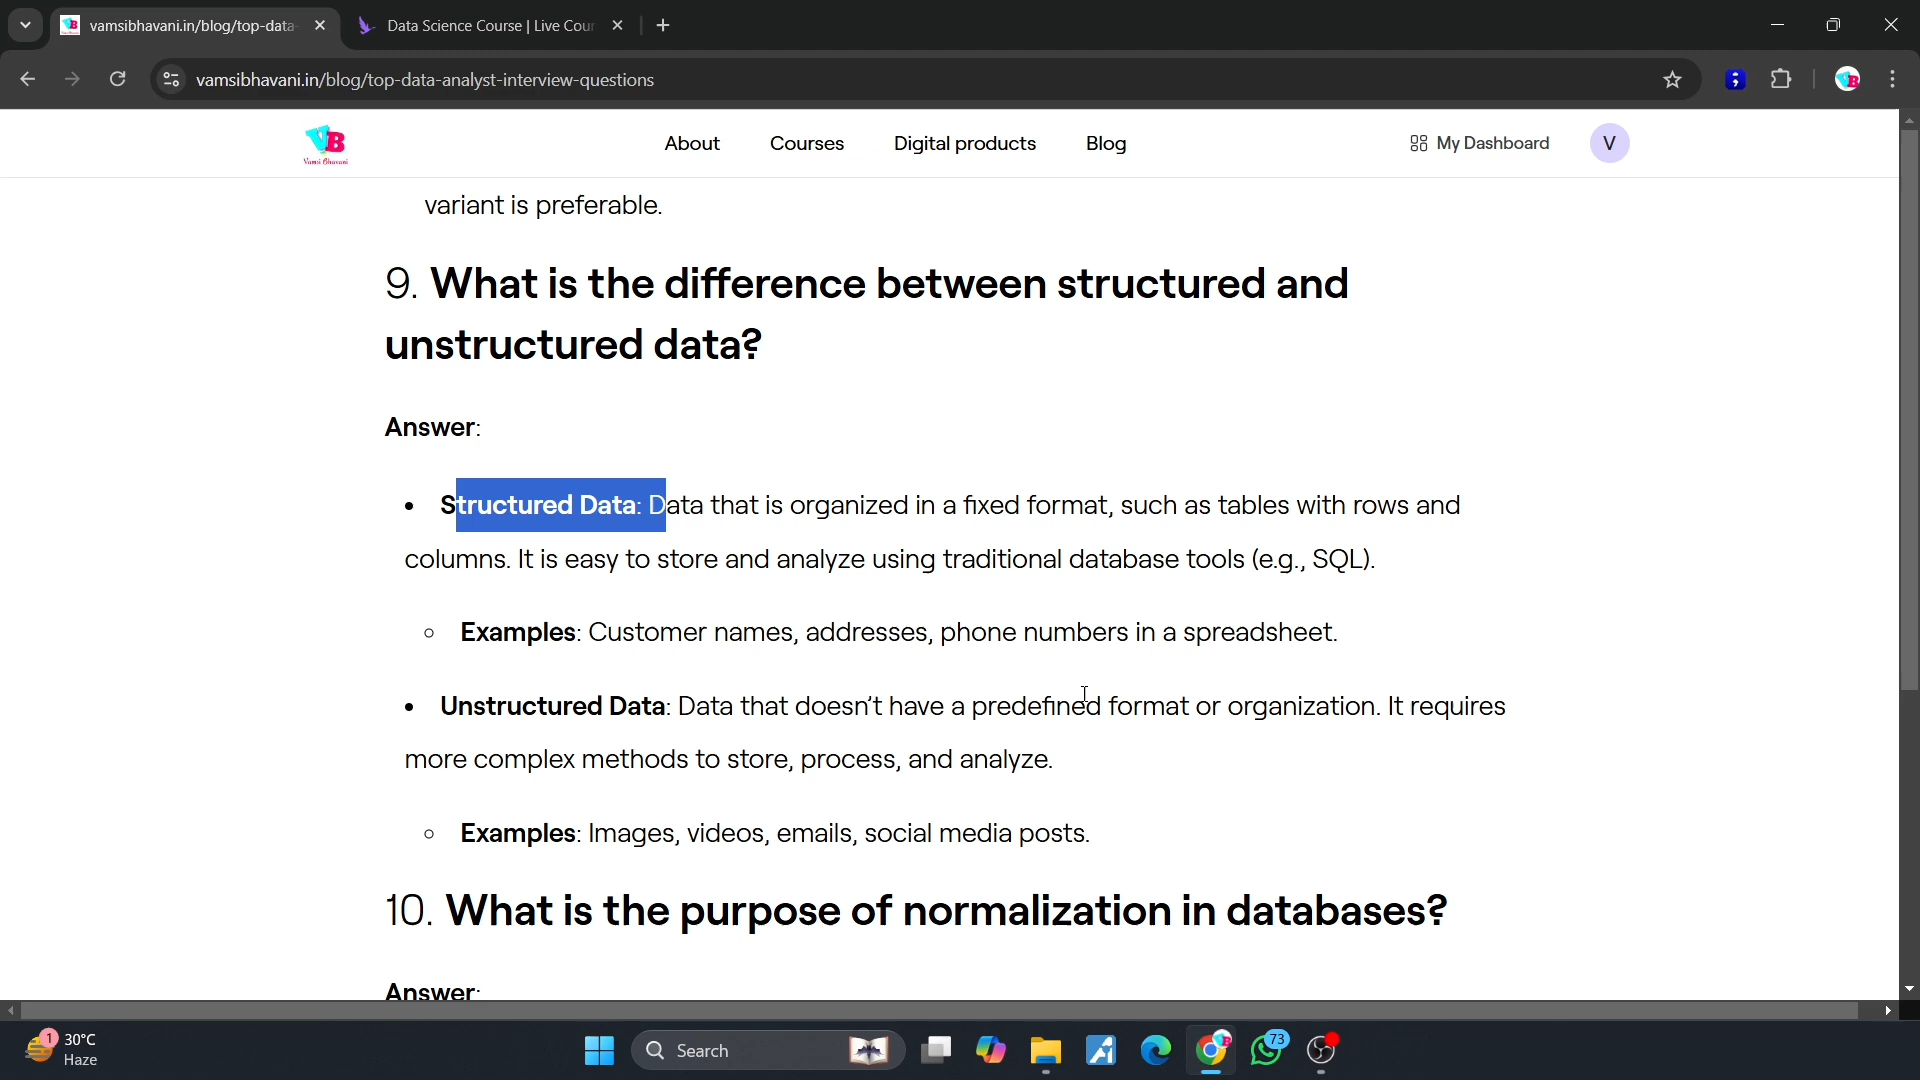 vamsibhavani.in/blog/top-data-
Data Science Course | Live Cour
vamsibhavani.in/blog/top-data-analyst-interview-questions
VB
Vamsi Bhavani
About
Courses
Digital products
Blog
My Dashboard
V
variant is preferable.
9. What is the difference between structured and
unstructured data?
Answer:
• Structured Data: Data that is organized in a fixed format, such as tables with rows and
columns. It is easy to store and analyze using traditional database tools (e.g., SQL).
◦ Examples: Customer names, addresses, phone numbers in a spreadsheet.
• Unstructured Data: Data that doesn’t have a predefined format or organization. It requires
more complex methods to store, process, and analyze.
◦ Examples: Images, videos, emails, social media posts.
10. What is the purpose of normalization in databases?
Answer:
1
30°C
Haze
Search
73